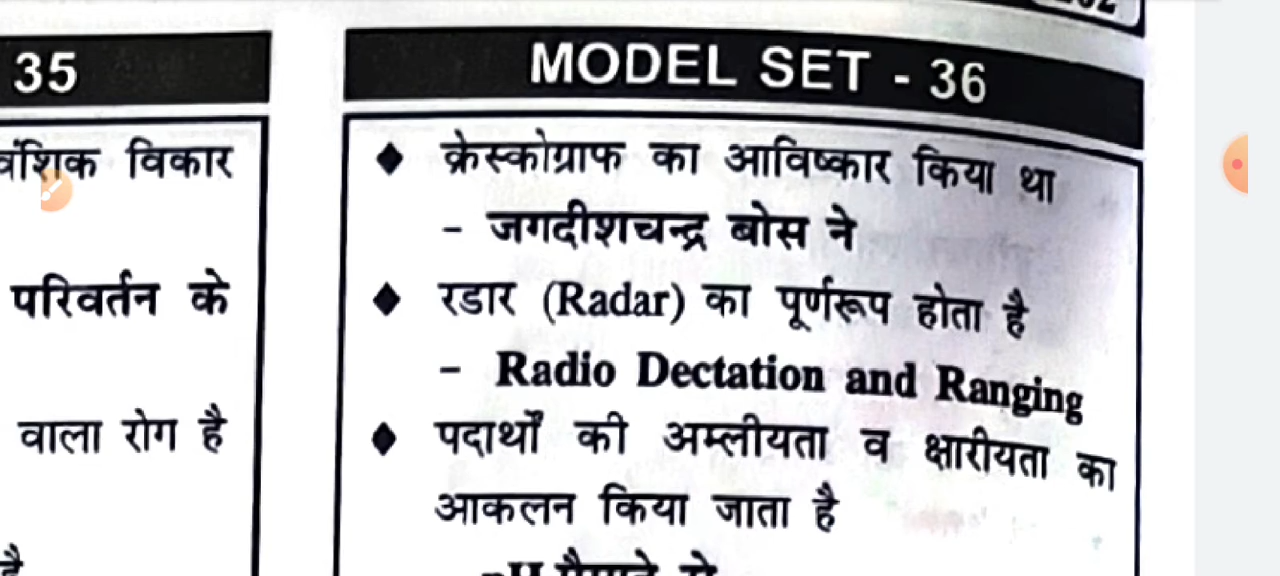 35
वंशिक विकार
परिवर्तन के
वाला रोग है
है
MODEL SET - 36
♦ क्रेस्कोग्राफ का आविष्कार किया था
- जगदीशचन्द्र बोस ने
♦ रडार (Radar) का पूर्णरूप होता है
- Radio Dectation and Ranging
♦ पदार्थों की अम्लीयता व क्षारीयता का
आकलन किया जाता है